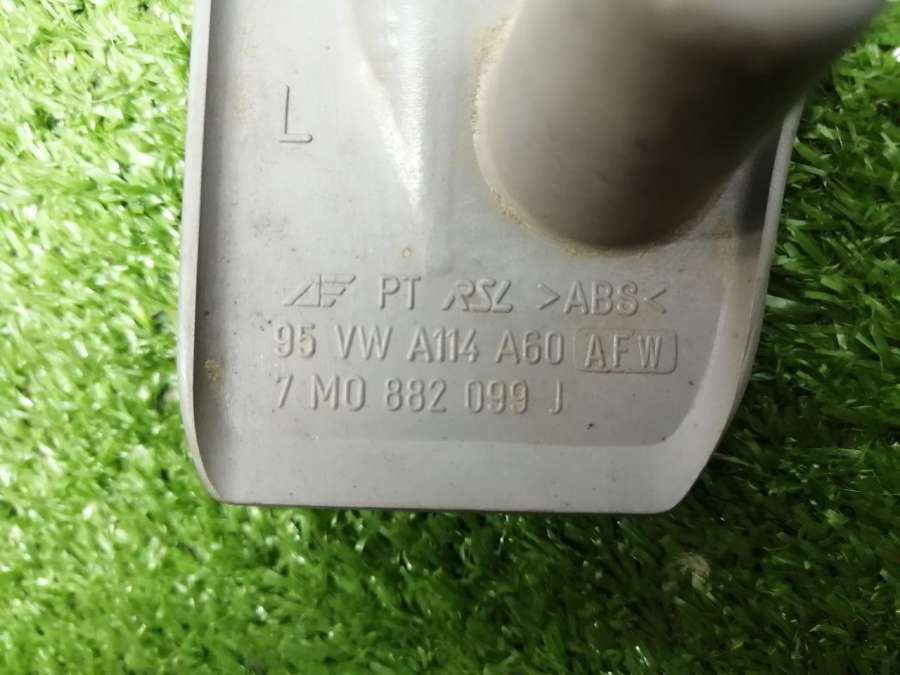 L
AF PT RSL >ABS<
95 VW A114 A60 AFW
7 M0 882 099 J